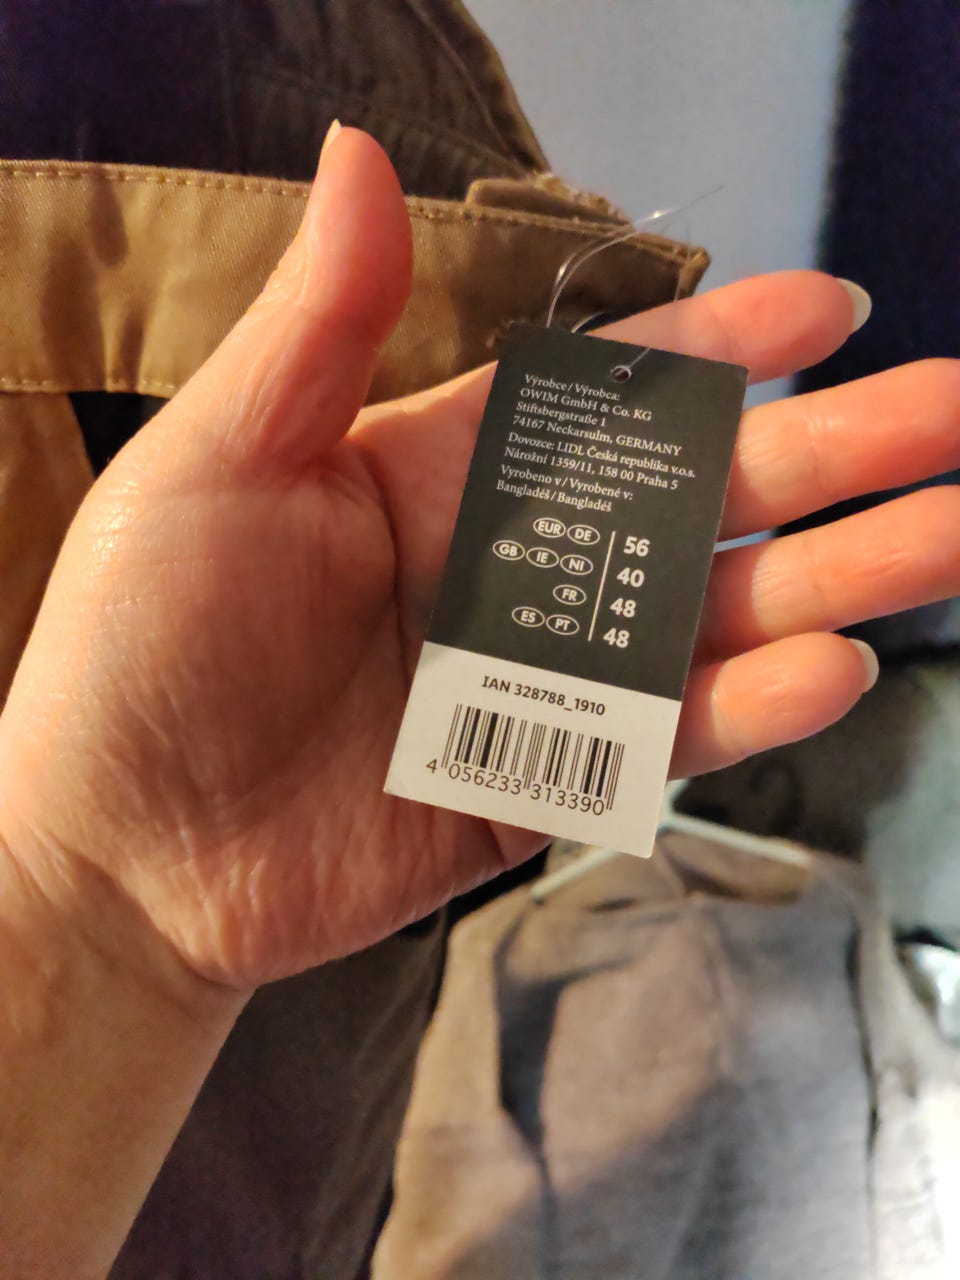 Výrobce / Výrobca:
OWIM GmbH & Co. KG
Stiftsbergstraße 1
74167 Neckarsulm, GERMANY
Dovozce: LIDL Česká republika v.o.s.
Nárožní 1359/11, 158 00 Praha 5
Vyrobeno v / Vyrobené v:
Bangladéš / Bangladéš
EUR DE 56
GB IE NI 40
FR 48
ES PT 48
IAN 328788_1910
4 056233 313390